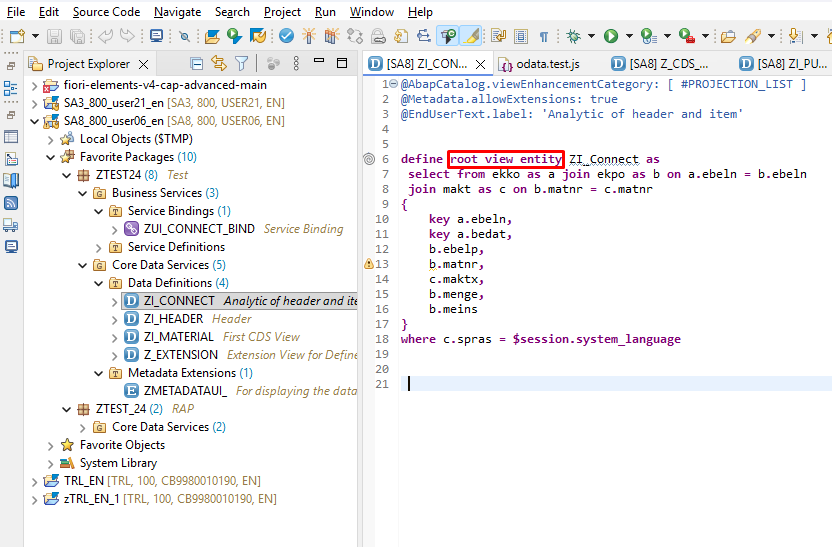 File Edit Source Code Navigate Search Project Run Window Help
Project Explorer
fiori-elements-v4-cap-advanced-main
SA3_800_user21_en [SA3, 800, USER21, EN]
SA8_800_user06_en [SA8, 800, USER06, EN]
Local Objects ($TMP)
Favorite Packages (10)
ZTEST24 (8) Test
Business Services (3)
Service Bindings (1)
ZUI_CONNECT_BIND Service Binding
Service Definitions
Core Data Services (5)
Data Definitions (4)
ZI_CONNECT Analytic of header and ite
ZI_HEADER Header
ZI_MATERIAL First CDS View
Z_EXTENSION Extension View for Define
Metadata Extensions (1)
ZMETADATAUI_ For displaying the data
ZTEST_24 (2) RAP
Core Data Services (2)
Favorite Objects
System Library
TRL_EN [TRL, 100, CB9980010190, EN]
zTRL_EN_1 [TRL, 100, CB9980010190, EN]
[SA8] ZI_CON... odata.test.js [SA8] Z_CDS_... [SA8] ZI_PU...
1 @AbapCatalog.viewEnhancementCategory: [ #PROJECTION_LIST ]
2 @Metadata.allowExtensions: true
3 @EndUserText.label: 'Analytic of header and item'
4
5
6 define root view entity ZI_Connect as
7 select from ekko as a join ekpo as b on a.ebeln = b.ebeln
8 join makt as c on b.matnr = c.matnr
9 {
10 key a.ebeln,
11 key a.bedat,
12 b.ebelp,
13 b.matnr,
14 c.maktx,
15 b.menge,
16 b.meins
17 }
18 where c.spras = $session.system_language
19
20
21